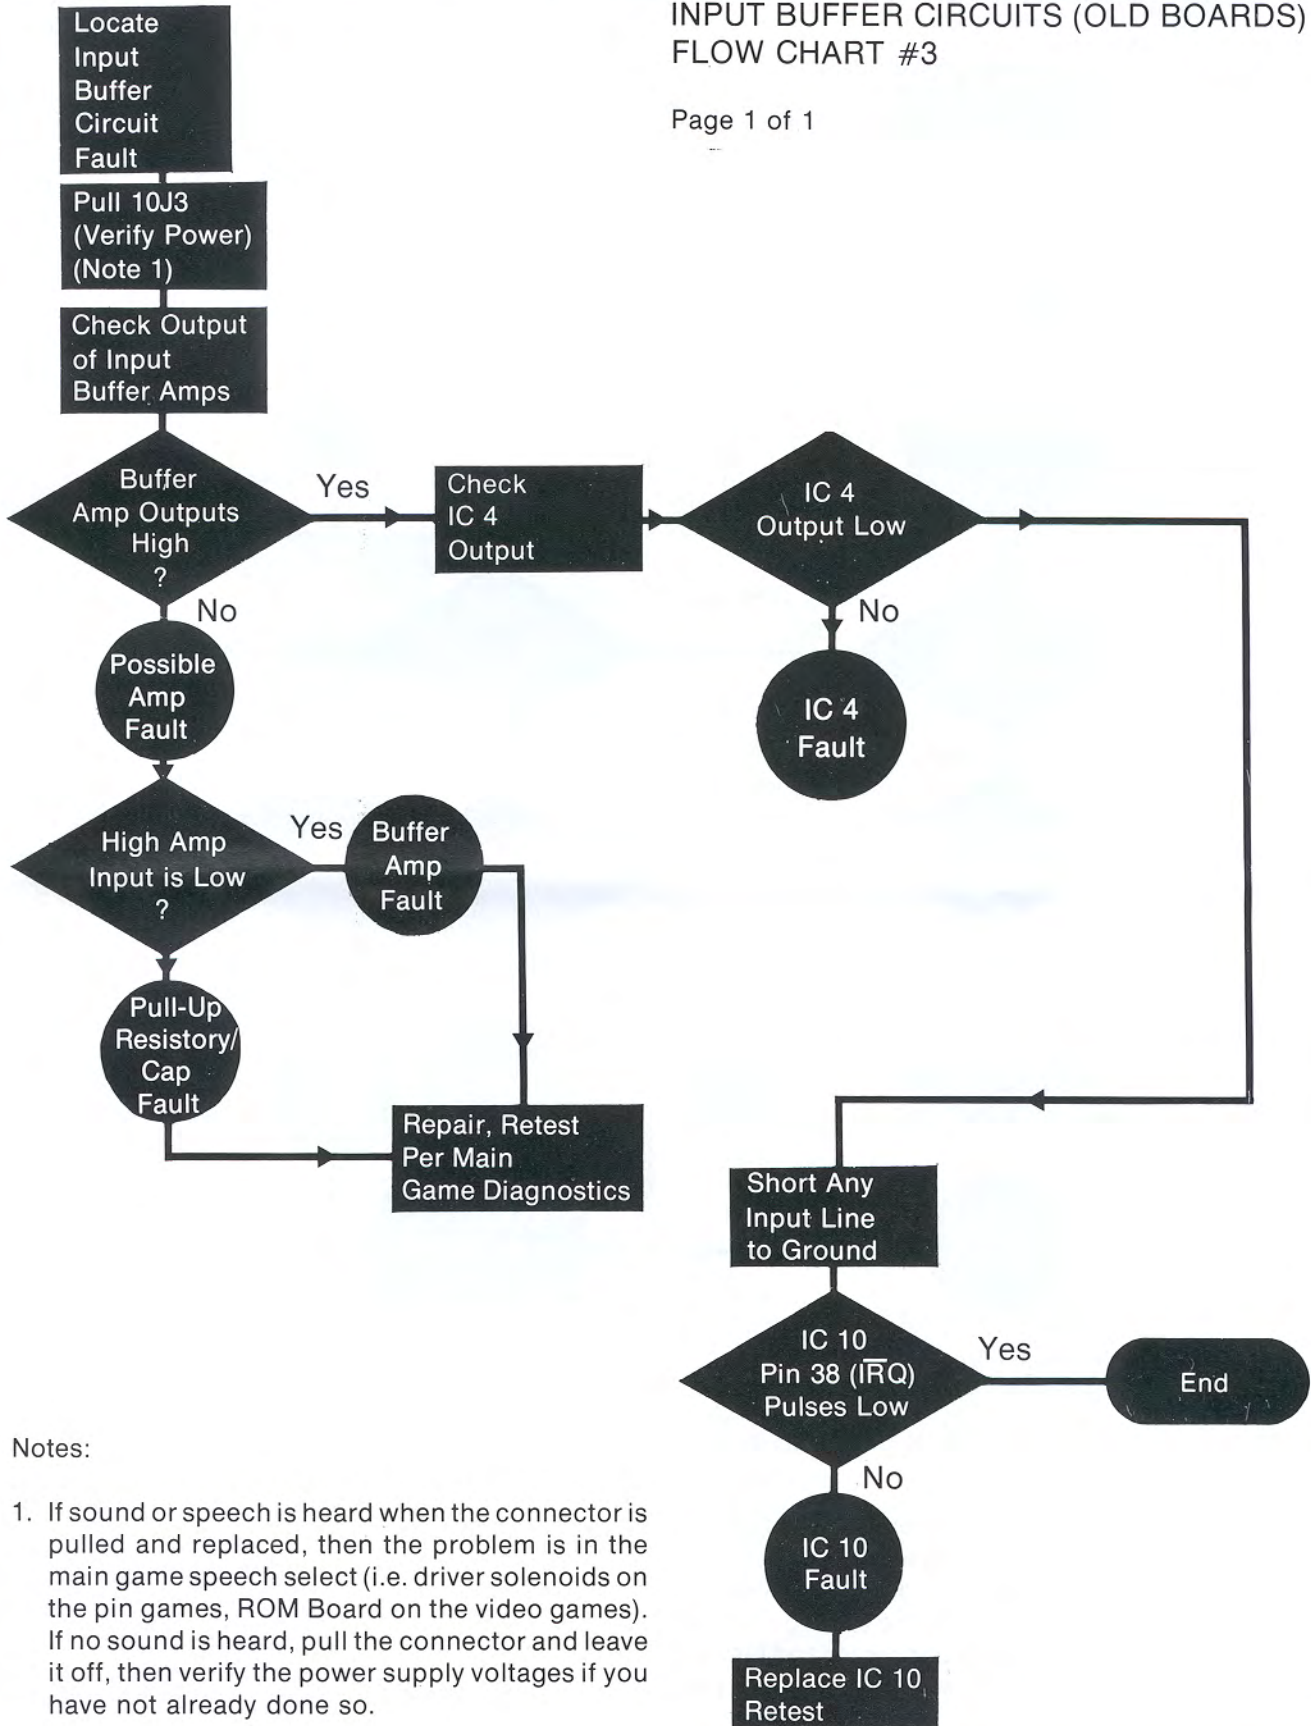 INPUT BUFFER CIRCUITS (OLD BOARDS)
FLOW CHART #3
Page 1 of 1
Locate
Input
Buffer
Circuit
Fault
Pull 10J3
(Verify Power)
(Note 1)
Check Output
of Input
Buffer Amps
Buffer
Amp Outputs
High
?
Yes
No
Check
IC 4
Output
IC 4
Output Low
No
IC 4
Fault
Possible
Amp
Fault
High Amp
Input is Low
?
Yes
Buffer
Amp
Fault
Pull-Up
Resistory/
Cap
Fault
Repair, Retest
Per Main
Game Diagnostics
Short Any
Input Line
to Ground
IC 10
Pin 38 (I̅R̅Q)
Pulses Low
Yes
End
No
IC 10
Fault
Replace IC 10
Retest
Notes:
1. If sound or speech is heard when the connector is
pulled and replaced, then the problem is in the
main game speech select (i.e. driver solenoids on
the pin games, ROM Board on the video games).
If no sound is heard, pull the connector and leave
it off, then verify the power supply voltages if you
have not already done so.